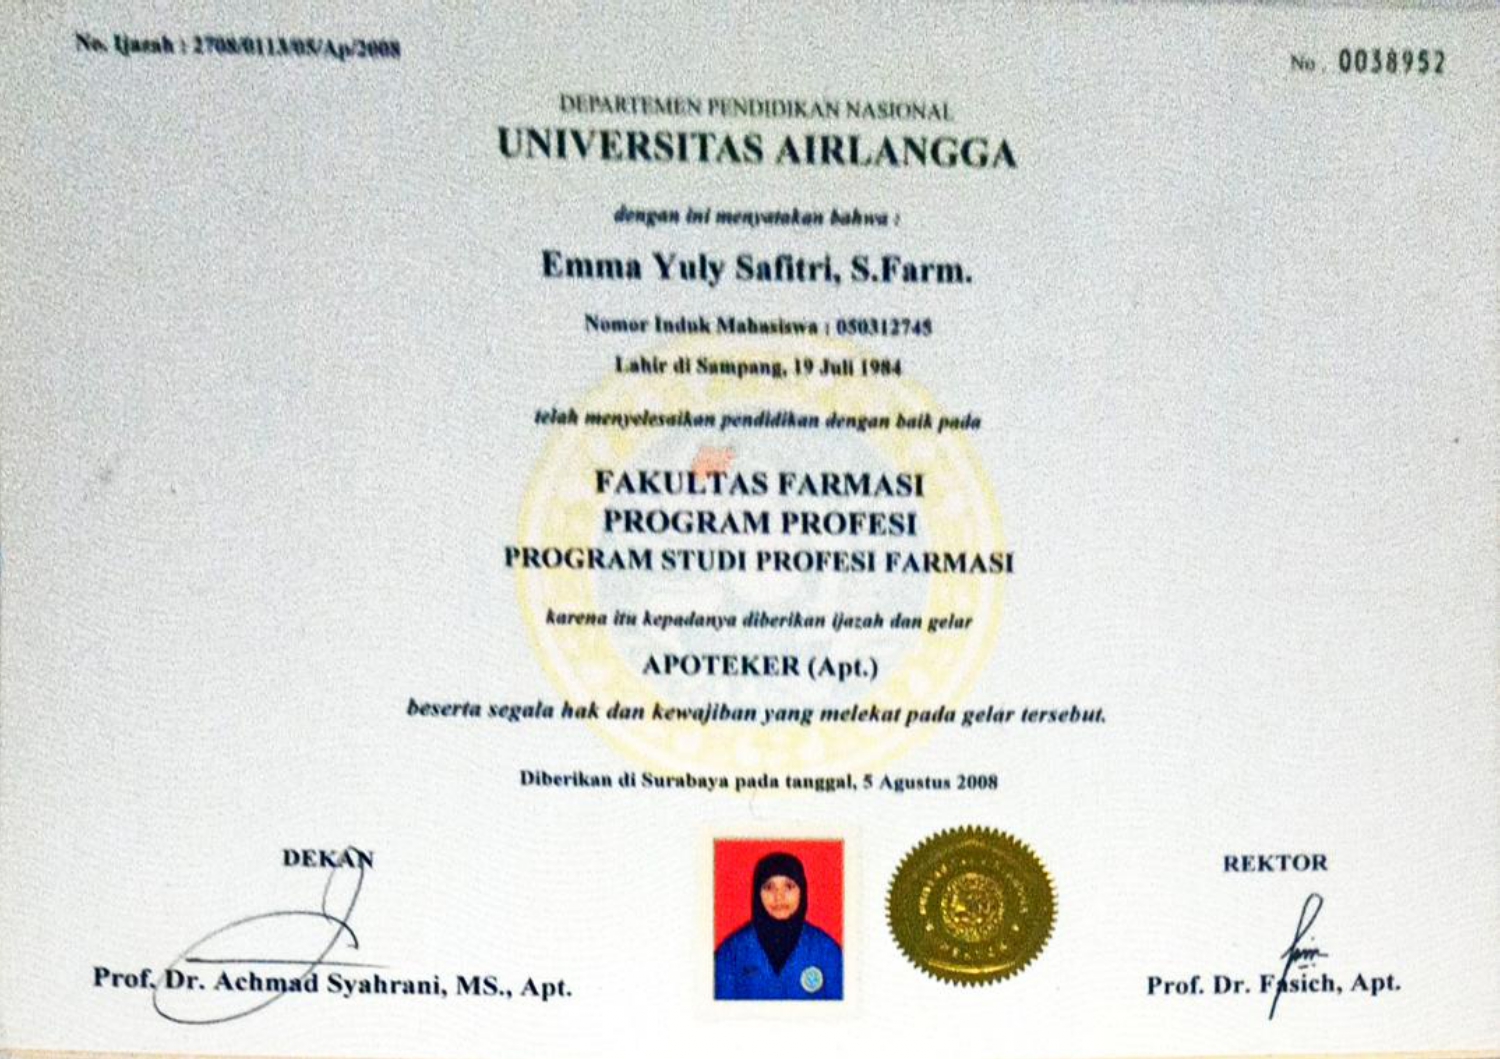 No. Ijazah : 2708/0113/05/Ap/2008
No. 0038952
DEPARTEMEN PENDIDIKAN NASIONAL
UNIVERSITAS AIRLANGGA
dengan ini menyatakan bahwa :
Emma Yuly Safitri, S.Farm.
Nomor Induk Mahasiswa : 050312745
Lahir di Sampang, 19 Juli 1984
telah menyelesaikan pendidikan dengan baik pada
FAKULTAS FARMASI
PROGRAM PROFESI
PROGRAM STUDI PROFESI FARMASI
karena itu kepadanya diberikan ijazah dan gelar
APOTEKER (Apt.)
beserta segala hak dan kewajiban yang melekat pada gelar tersebut.
Diberikan di Surabaya pada tanggal, 5 Agustus 2008
DEKAN
REKTOR
Prof. Dr. Achmad Syahrani, MS., Apt.
Prof. Dr. Fasich, Apt.